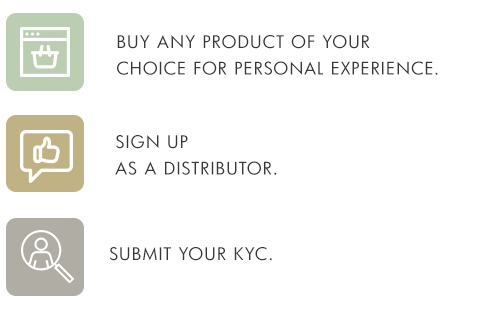 BUY ANY PRODUCT OF YOUR
CHOICE FOR PERSONAL EXPERIENCE.
SIGN UP
AS A DISTRIBUTOR.
SUBMIT YOUR KYC.